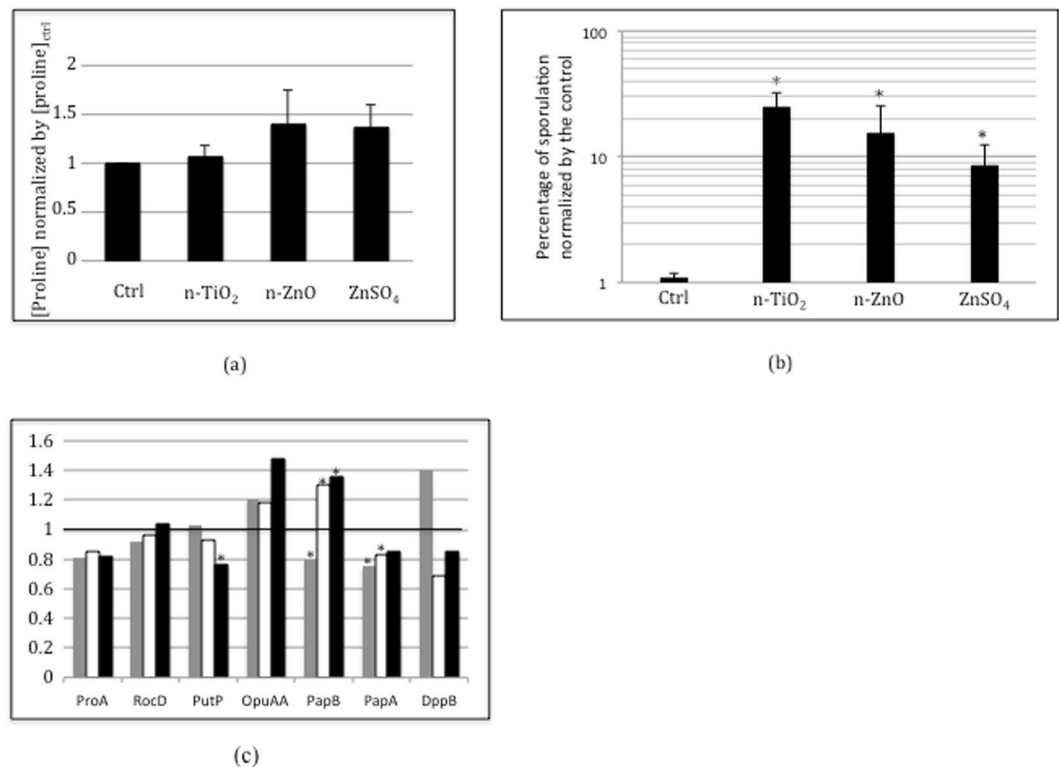 [Proline] normalized by [proline]ctrl
2
1.5
1
0.5
0
Ctrl n-TiO2 n-ZnO ZnSO4
(a)
Percentage of sporulation
normalized by the control
100
10
1
* * *
Ctrl n-TiO2 n-ZnO ZnSO4
(b)
1.6
1.4
1.2
1
0.8
0.6
0.4
0.2
0
* * * * * *
ProA RocD PutP OpuAA PapB PapA DppB
(c)